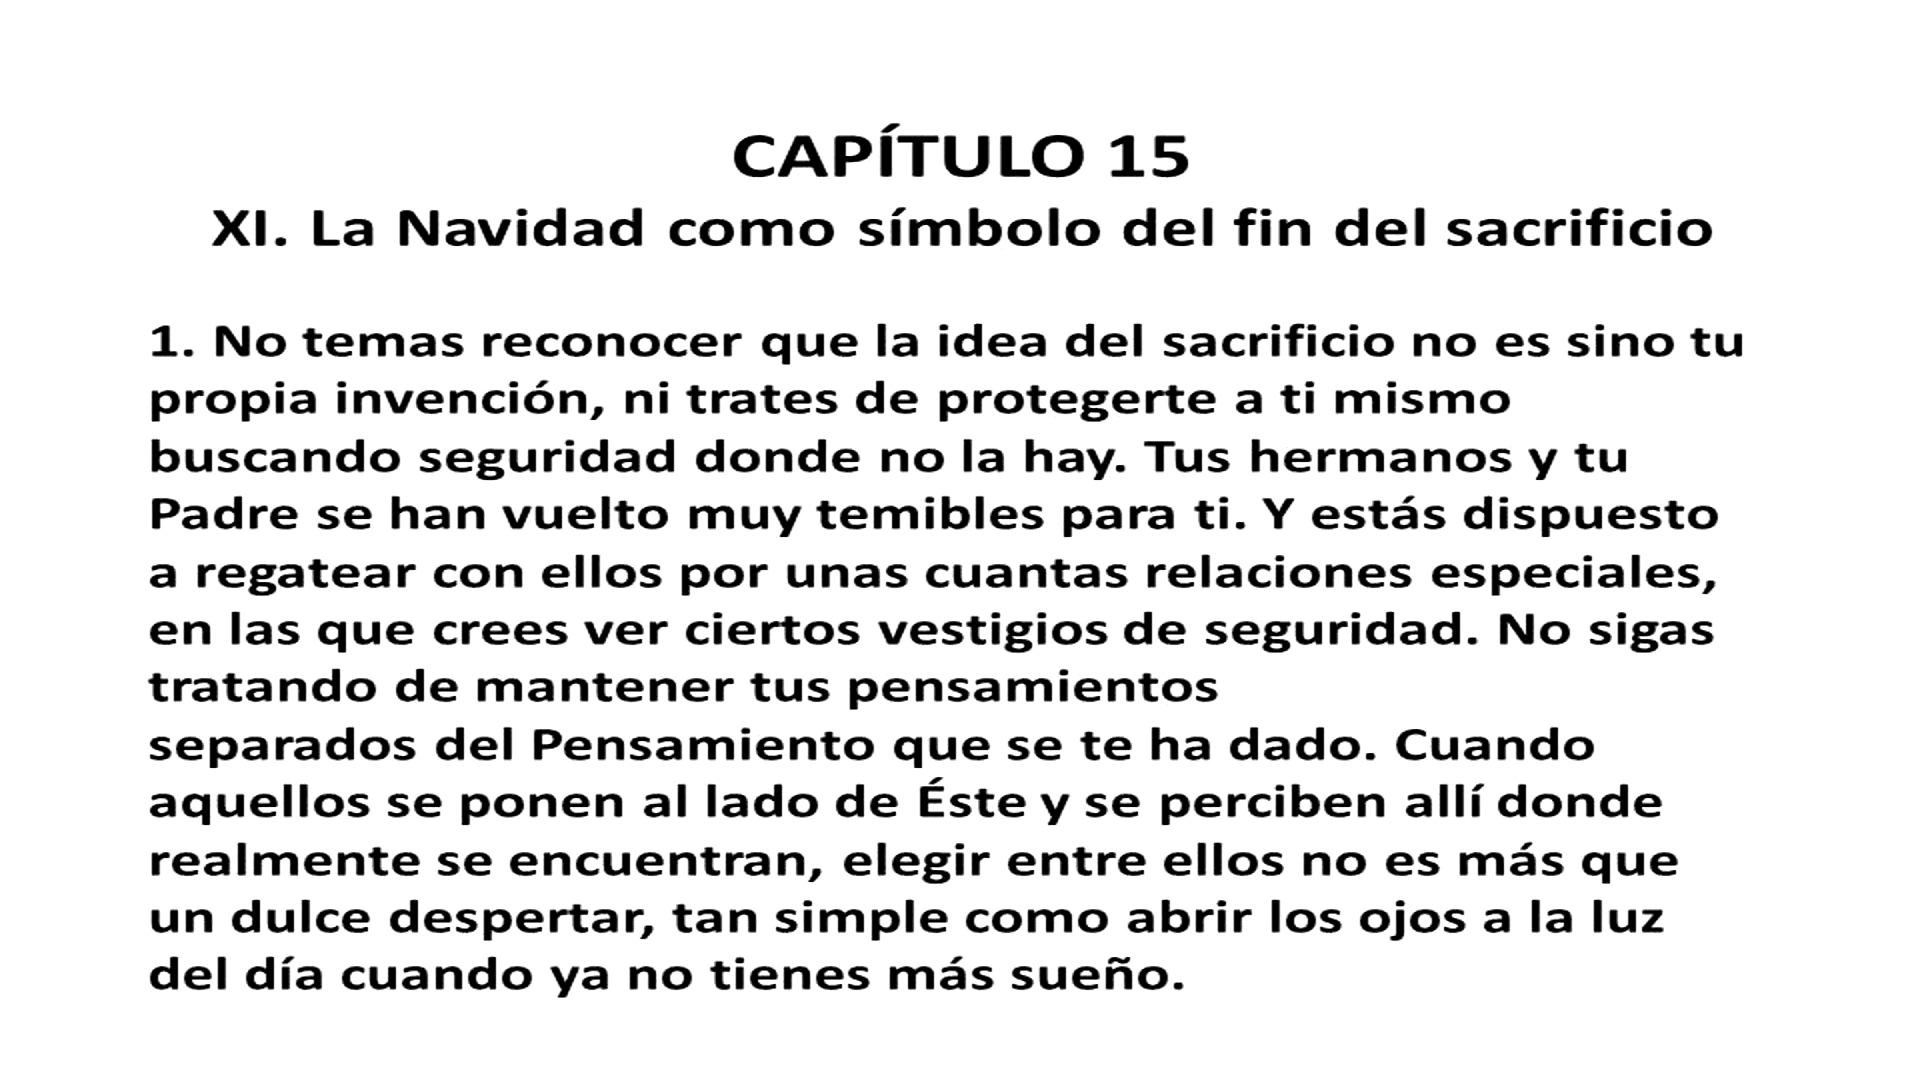 CAPÍTULO 15
XI. La Navidad como símbolo del fin del sacrificio
1. No temas reconocer que la idea del sacrificio no es sino tu
propia invención, ni trates de protegerte a ti mismo
buscando seguridad donde no la hay. Tus hermanos y tu
Padre se han vuelto muy temibles para ti. Y estás dispuesto
a regatear con ellos por unas cuantas relaciones especiales,
en las que crees ver ciertos vestigios de seguridad. No sigas
tratando de mantener tus pensamientos
separados del Pensamiento que se te ha dado. Cuando
aquellos se ponen al lado de Éste y se perciben allí donde
realmente se encuentran, elegir entre ellos no es más que
un dulce despertar, tan simple como abrir los ojos a la luz
del día cuando ya no tienes más sueño.